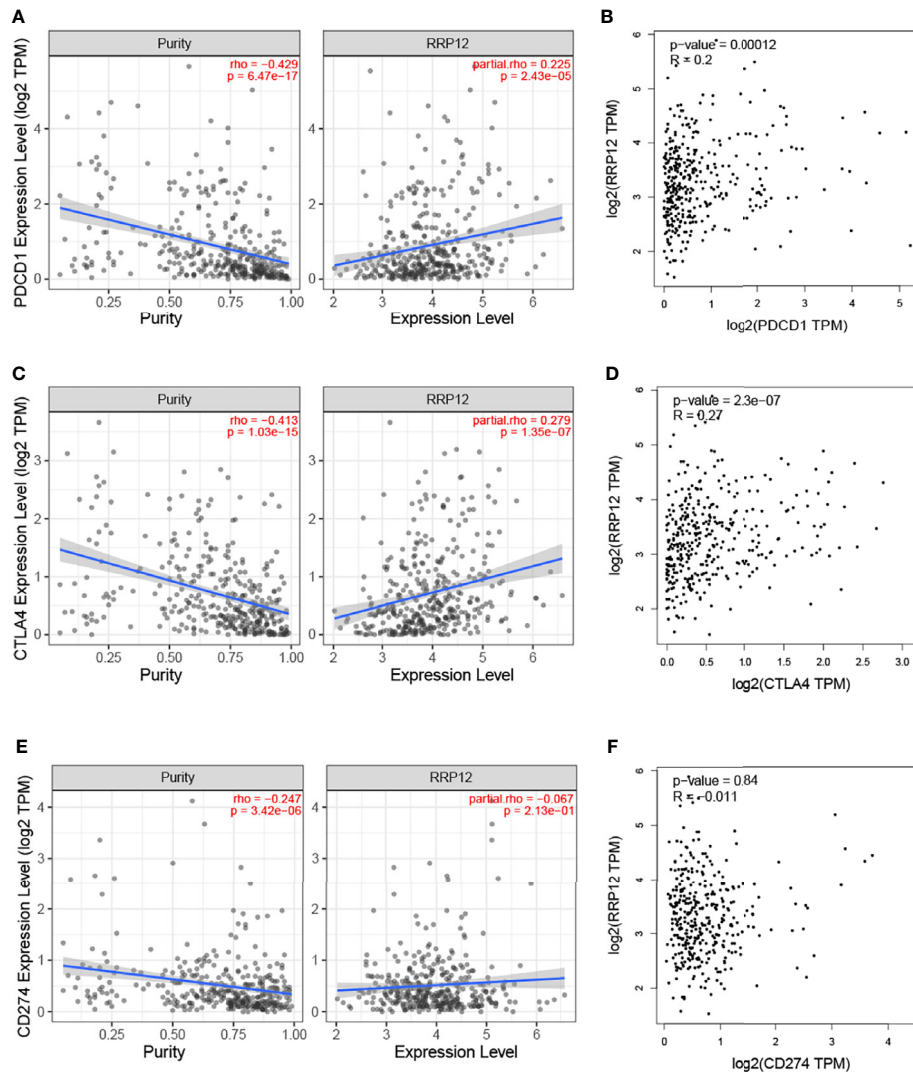 A
Purity
RRP12
rho = −0.429
p = 6.47e−17
partial.rho = 0.225
p = 2.43e−05
PDCD1 Expression Level (log2 TPM)
4
2
0
0.25
0.50
0.75
1.00
Purity
2
3
4
5
6
Expression Level
B
p-value = 0.00012
R = 0.2
log2(RRP12 TPM)
6
5
4
3
2
0
1
2
3
4
5
log2(PDCD1 TPM)
C
Purity
RRP12
rho = −0.413
p = 1.03e−15
partial.rho = 0.279
p = 1.35e−07
CTLA4 Expression Level (log2 TPM)
3
2
1
0
0.25
0.50
0.75
1.00
Purity
2
3
4
5
6
Expression Level
D
p-value = 2.3e-07
R = 0.27
log2(RRP12 TPM)
6
5
4
3
2
0.0
0.5
1.0
1.5
2.0
2.5
3.0
log2(CTLA4 TPM)
E
Purity
RRP12
rho = −0.247
p = 3.42e−06
partial.rho = −0.067
p = 2.13e−01
CD274 Expression Level (log2 TPM)
4
3
2
1
0
0.25
0.50
0.75
1.00
Purity
2
3
4
5
6
Expression Level
F
p-value = 0.84
R = -0.011
log2(RRP12 TPM)
6
5
4
3
2
0
1
2
3
4
log2(CD274 TPM)